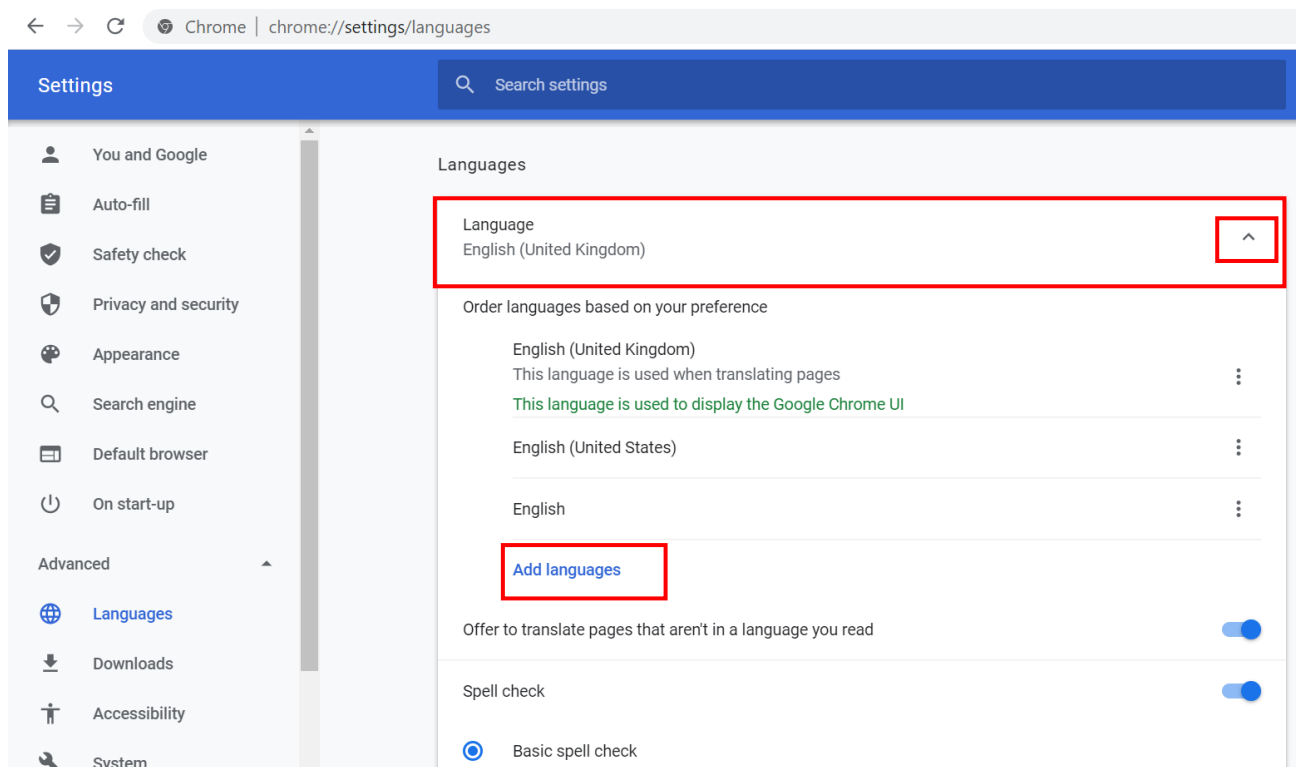 Chrome | chrome://settings/languages
Settings
Search settings
You and Google
Auto-fill
Safety check
Privacy and security
Appearance
Search engine
Default browser
On start-up
Advanced
Languages
Downloads
Accessibility
System
Languages
Language
English (United Kingdom)
Order languages based on your preference
English (United Kingdom)
This language is used when translating pages
This language is used to display the Google Chrome UI
English (United States)
English
Add languages
Offer to translate pages that aren't in a language you read
Spell check
Basic spell check